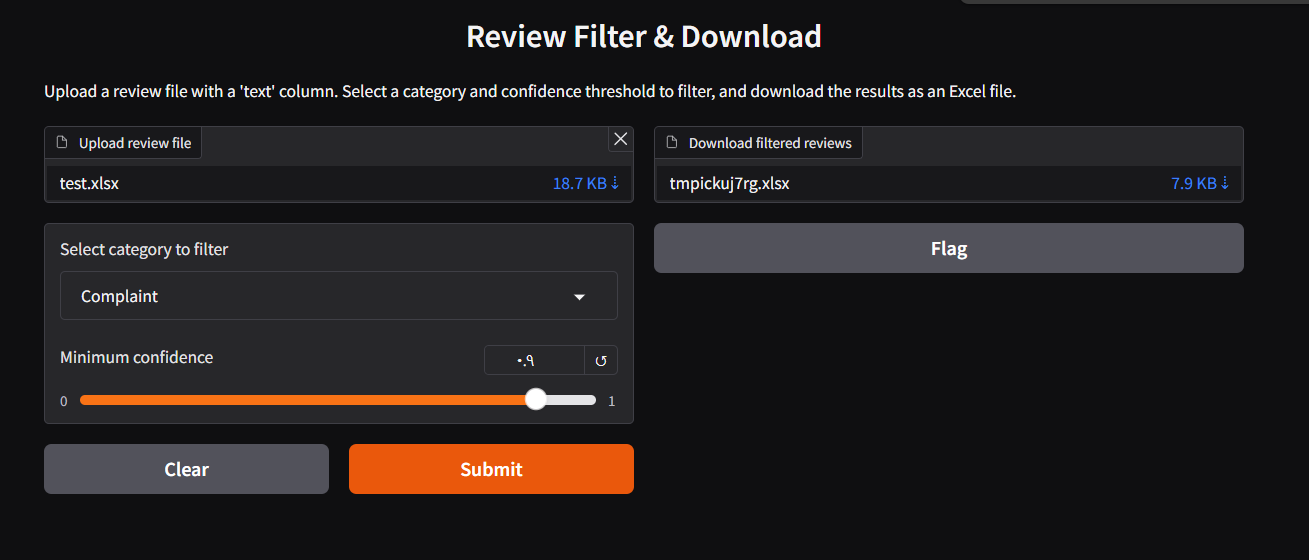 Review Filter & Download
Upload a review file with a 'text' column. Select a category and confidence threshold to filter, and download the results as an Excel file.
Upload review file
test.xlsx
18.7 KB ⇣
Download filtered reviews
tmpickuj7rg.xlsx
7.9 KB ⇣
Select category to filter
Complaint
Minimum confidence
۰.۹
0
1
Clear
Submit
Flag